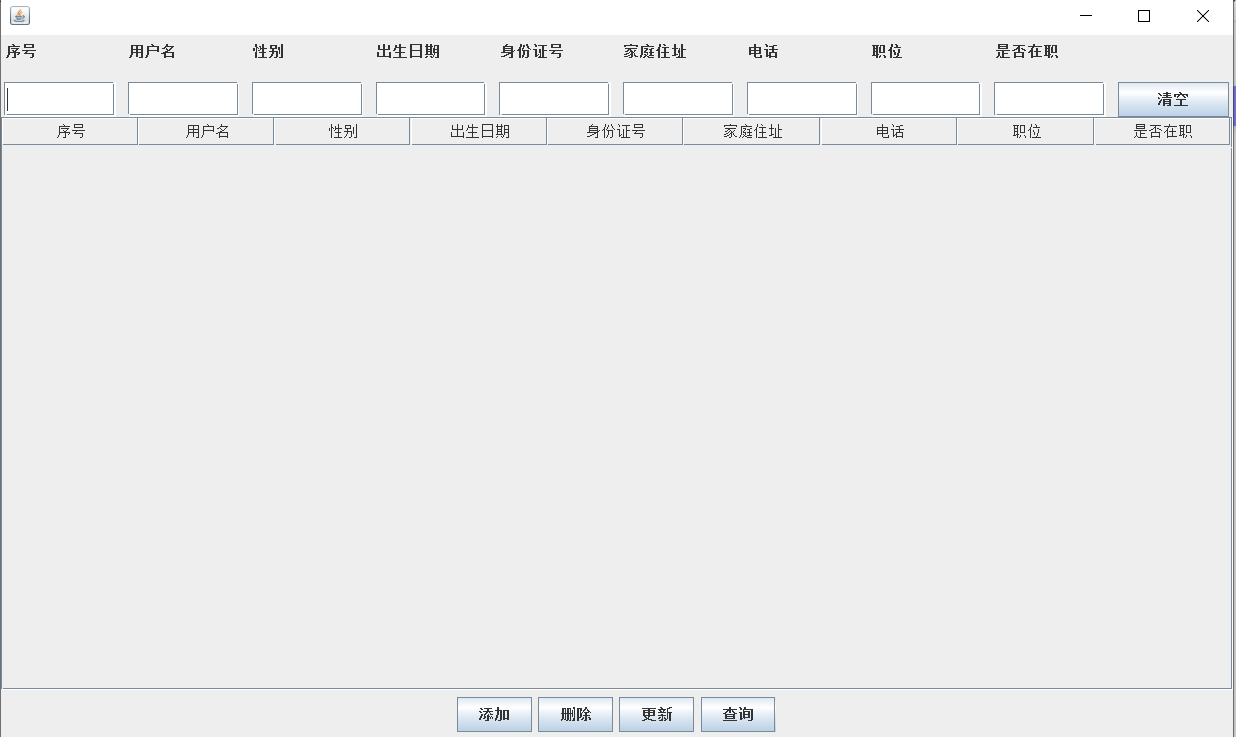 序号 用户名 性别 出生日期 身份证号 家庭住址 电话 职位 是否在职
清空
序号 用户名 性别 出生日期 身份证号 家庭住址 电话 职位 是否在职
添加 删除 更新 查询